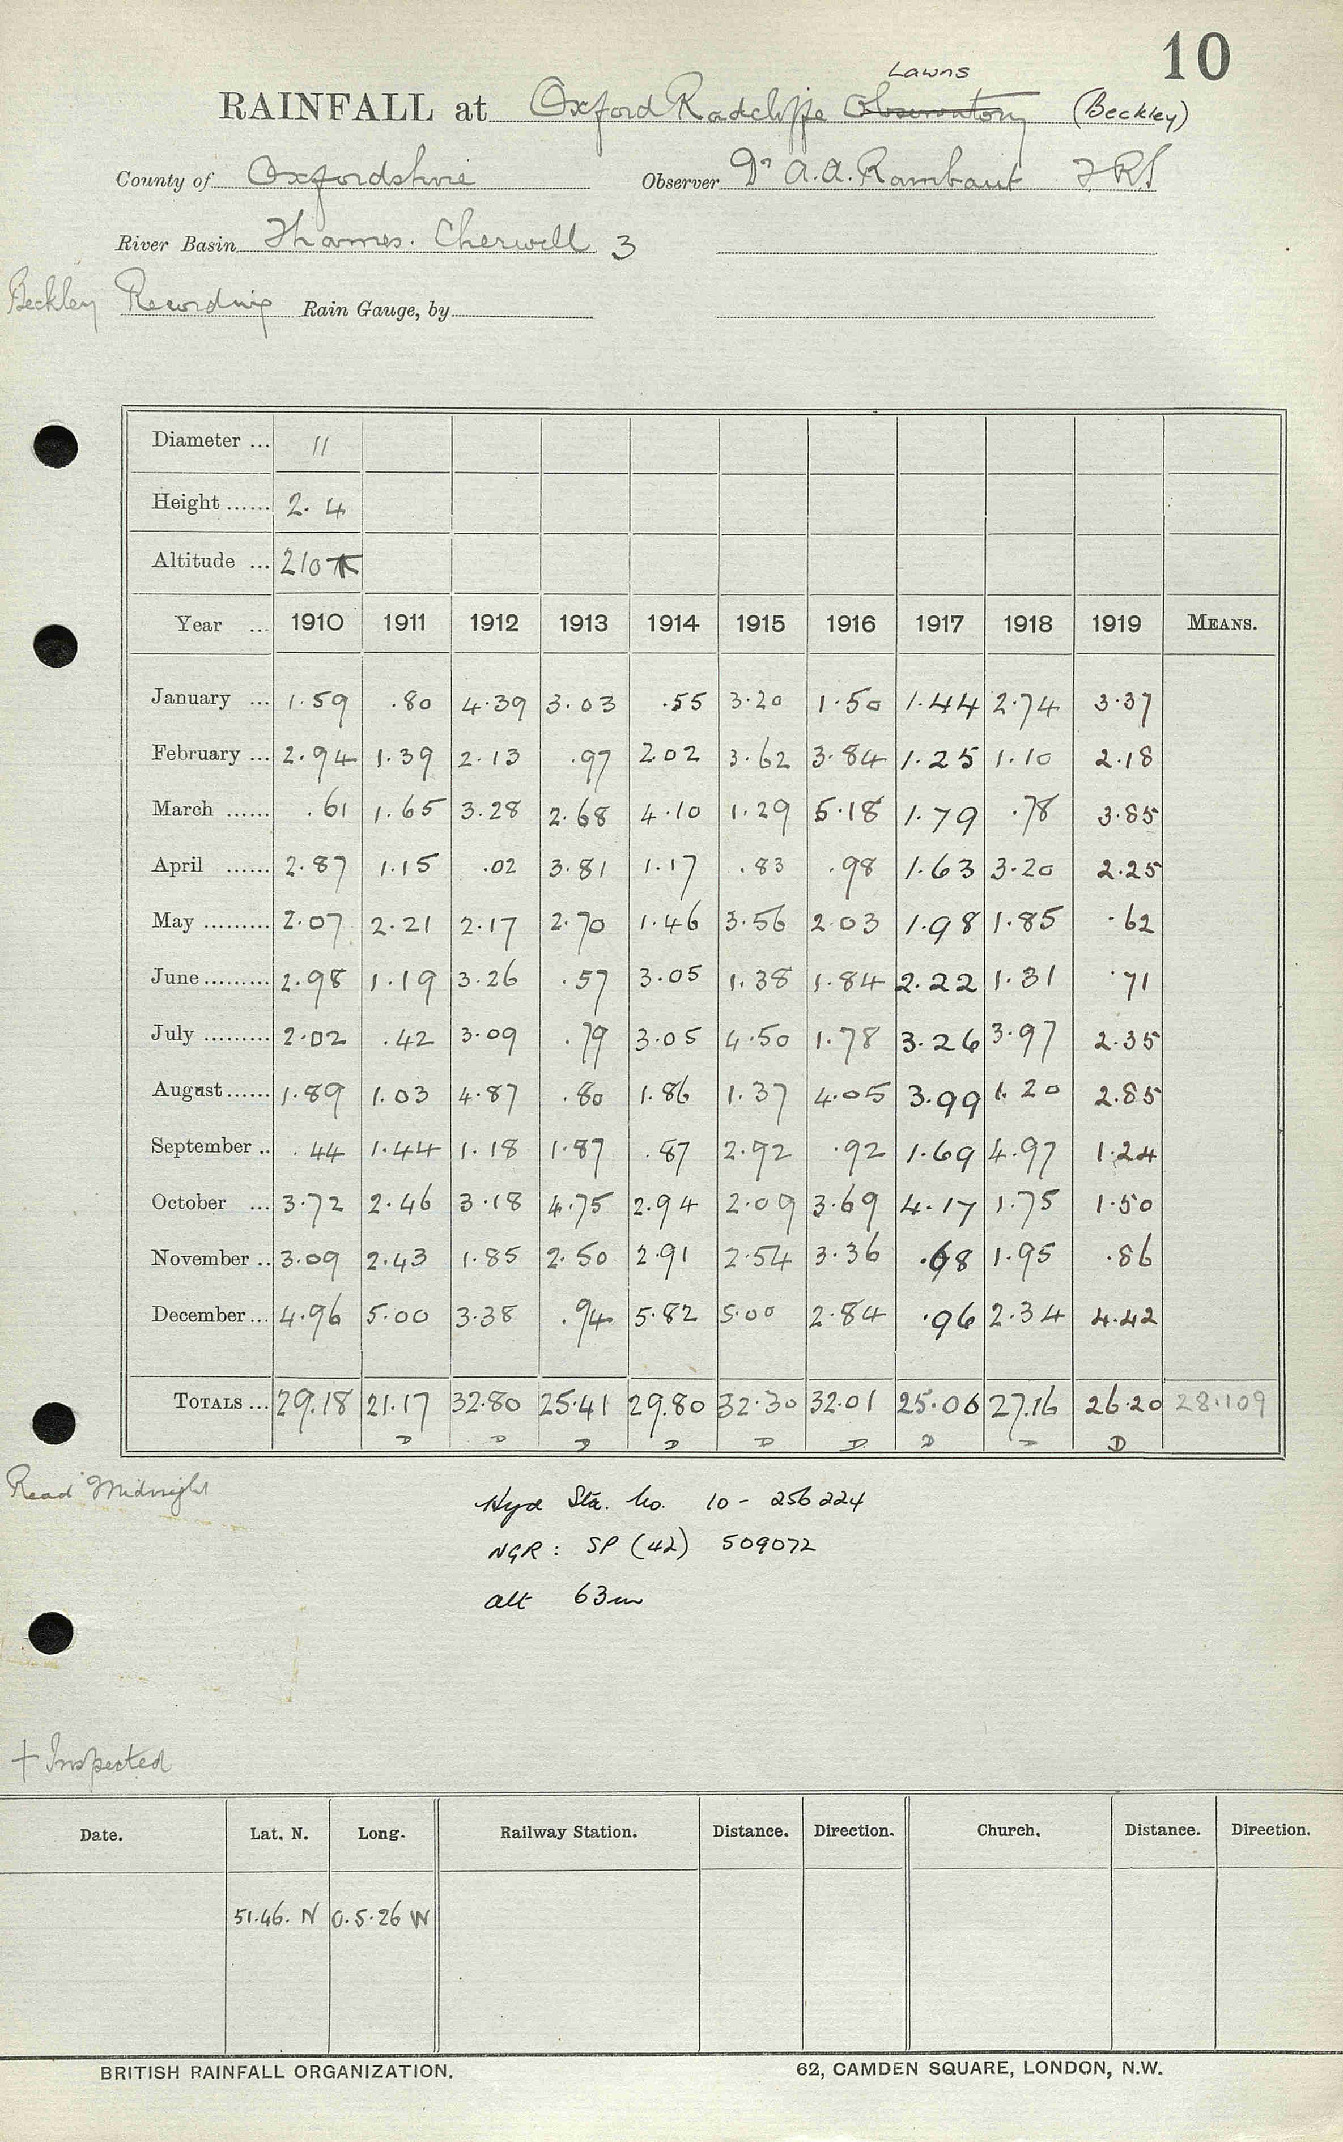 10
Lawns
RAINFALL at Oxford Radcliffe Observatory (Beckley)
County of Oxfordshire Observer Dr A.A. Rambaut FRS
River Basin Thames. Cherwell 3
Beckley Recording Rain Gauge, by
Diameter ... 11
Height ...... 2.4
Altitude ... 210
Year ... 1910 1911 1912 1913 1914 1915 1916 1917 1918 1919 MEANS.
January ... 1.59 .80 4.39 3.03 .55 3.20 1.50 1.44 2.74 3.37
February ... 2.94 1.39 2.13 .97 2.02 3.62 3.84 1.25 1.10 2.18
March ...... .61 1.65 3.28 2.68 4.10 1.29 5.18 1.79 .78 3.85
April ...... 2.87 1.15 .02 3.81 1.17 .83 .98 1.63 3.20 2.25
May ......... 2.07 2.21 2.17 2.70 1.46 3.56 2.03 1.98 1.85 .62
June ......... 2.98 1.19 3.26 .57 3.05 1.38 1.84 2.22 1.31 .71
July ......... 2.02 .42 3.09 .79 3.05 4.50 1.78 3.26 3.97 2.35
August ...... 1.89 1.03 4.87 .80 1.86 1.37 4.05 3.99 1.20 2.85
September .. .44 1.44 1.18 1.87 .87 2.92 .92 1.69 4.97 1.24
October ... 3.72 2.46 3.18 4.75 2.94 2.09 3.69 4.17 1.75 1.50
November .. 3.09 2.43 1.85 2.50 2.91 2.54 3.36 .68 1.95 .86
December ... 4.96 5.00 3.38 .94 5.82 5.00 2.84 .96 2.34 4.42
TOTALS ... 29.18 21.17 32.80 25.41 29.80 32.30 32.01 25.06 27.16 26.20 28.109
D D D D D D D D D
Read Midnight
Hyd Sta. No. 10 - 256224
NGR: SP (42) 509072
alt 63m
+ Inspected
Date. Lat. N. Long. Railway Station. Distance. Direction. Church. Distance. Direction.
51.46. N 0.5.26 W
BRITISH RAINFALL ORGANIZATION. 62, CAMDEN SQUARE, LONDON, N.W.